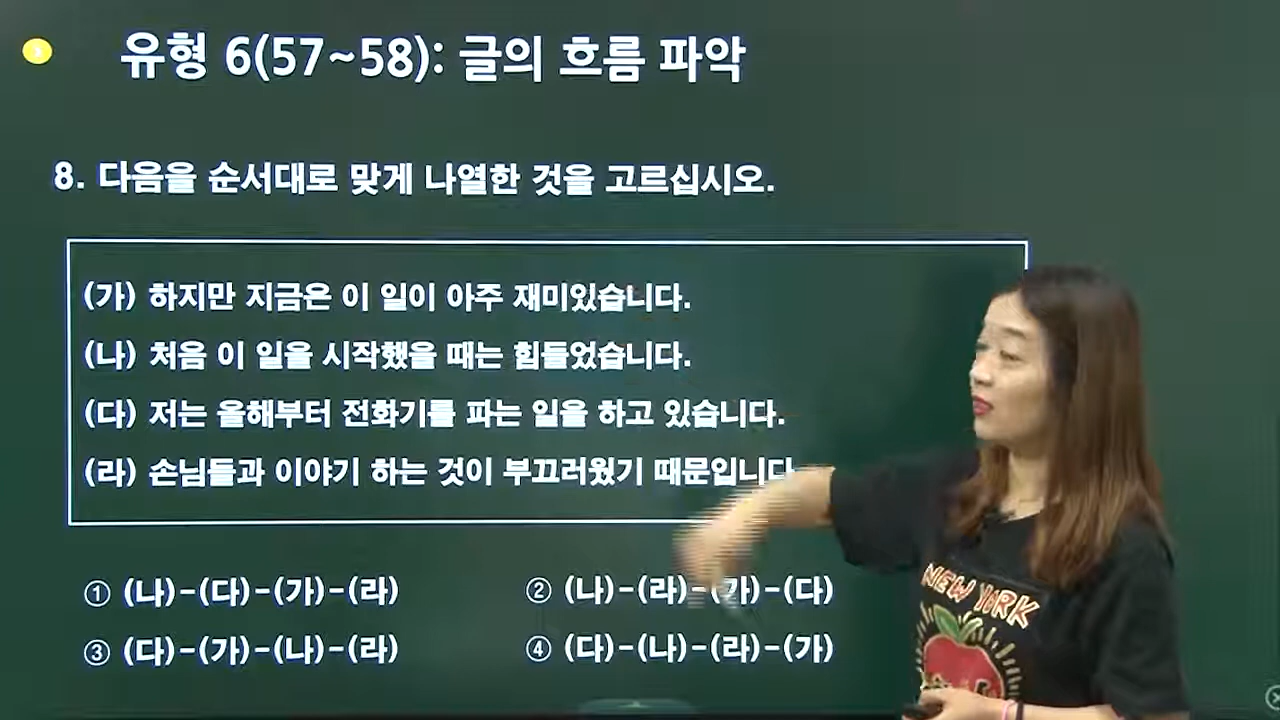 유형 6(57~58): 글의 흐름 파악
8. 다음을 순서대로 맞게 나열한 것을 고르십시오.
(가) 하지만 지금은 이 일이 아주 재미있습니다.
(나) 처음 이 일을 시작했을 때는 힘들었습니다.
(다) 저는 올해부터 전화기를 파는 일을 하고 있습니다.
(라) 손님들과 이야기 하는 것이 부끄러웠기 때문입니다
① (나)-(다)-(가)-(라)
② (나)-(라)-(가)-(다)
③ (다)-(가)-(나)-(라)
④ (다)-(나)-(라)-(가)
NEW YORK